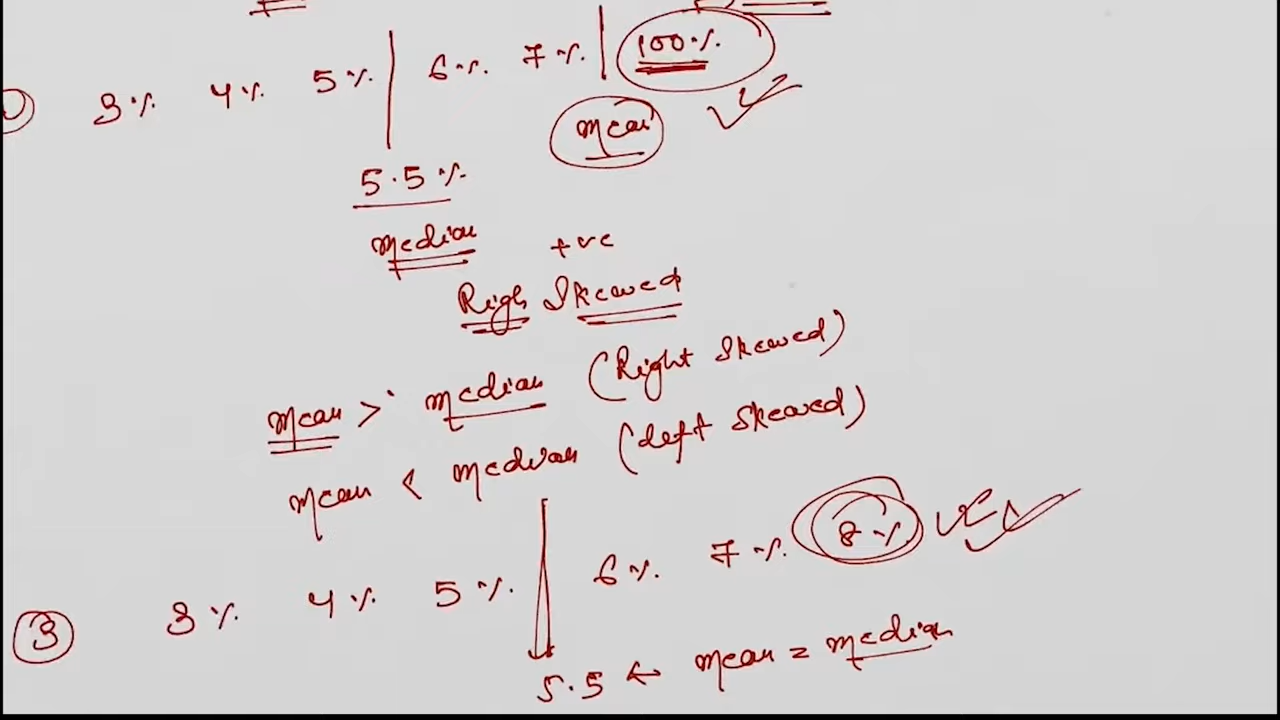 3% 4% 5% 6% 7% 100%
mean
5.5%
median
+ve
Righ Skewed
mean > median (Right Skewed)
mean < median (left Skewed)
3 3% 4% 5% 6% 7% 8%
5.5 ← mean = median